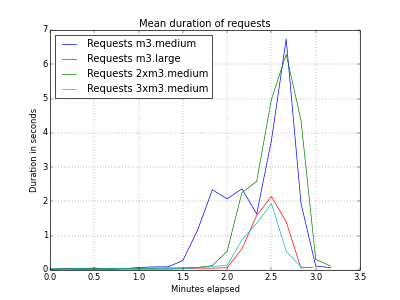 Mean duration of requests
Requests m3.medium
Requests m3.large
Requests 2xm3.medium
Requests 3xm3.medium
Duration in seconds
7
6
5
4
3
2
1
0
0.0 0.5 1.0 1.5 2.0 2.5 3.0 3.5
Minutes elapsed